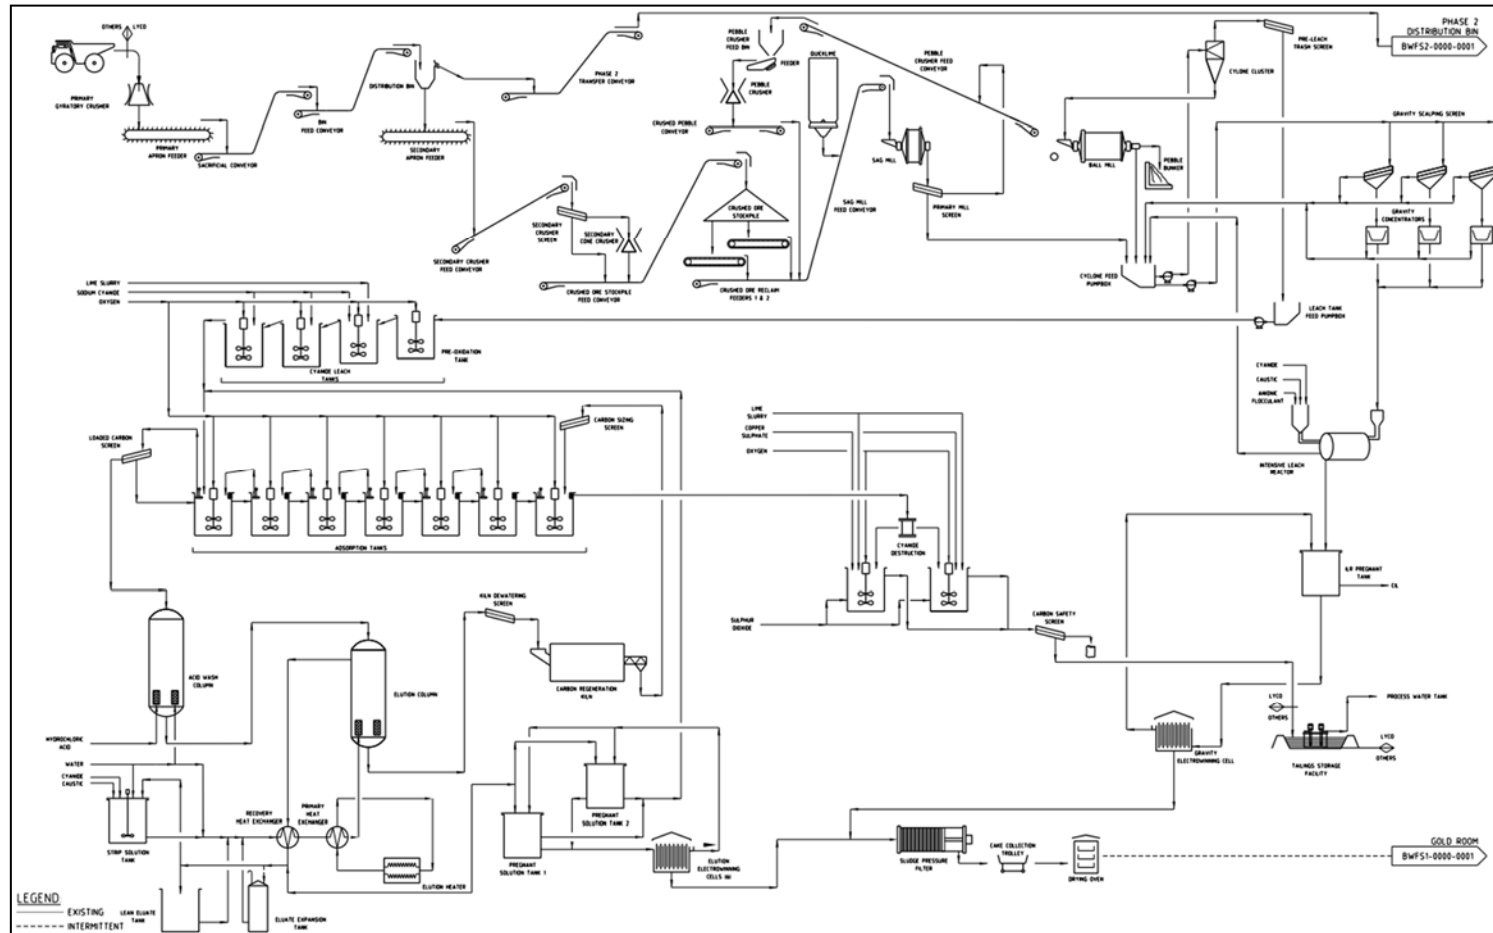 OTHERS
LYCO
PRIMARY
GYRATORY CRUSHER
PRIMARY
APRON FEEDER
SACRIFICIAL CONVEYOR
BIN
FEED CONVEYOR
DISTRIBUTION BIN
SECONDARY
APRON FEEDER
PHASE 2
TRANSFER CONVEYOR
PEBBLE
CRUSHER
FEED BIN
FEEDER
PEBBLE
CRUSHER
CRUSHED PEBBLE
CONVEYOR
QUICKLIME
PEBBLE
CRUSHER FEED
CONVEYOR
PRE-LEACH
TRASH SCREEN
CYLONE CLUSTER
PHASE 2
DISTRIBUTION BIN
BWFS2-0000-0001
GRAVITY SCALPING SCREEN
SAG MILL
BALL MILL
PEBBLE
BUNKER
PRIMARY MILL
SCREEN
SAG MILL
FEED CONVEYOR
GRAVITY
CONCENTRATORS
SECONDARY CRUSHER
FEED CONVEYOR
SECONDARY
CRUSHER
SCREEN
SECONDARY
CONE CRUSHER
CRUSHED ORE
STOCKPILE
CRUSHED ORE STOCKPILE
FEED CONVEYOR
CRUSHED ORE RECLAIM
FEEDERS 1 & 2
CYCLONE FEED
PUMPBOX
LEACH TANK
FEED PUMPBOX
LIME SLURRY
SODIUM CYANIDE
OXYGEN
PRE-OXIDATION
TANK
CYANIDE LEACH
TANKS
CYANIDE
CAUSTIC
ANIONIC
FLOCCULANT
INTENSIVE LEACH
REACTOR
LOADED CARBON
SCREEN
CARBON SIZING
SCREEN
ADSORPTION TANKS
LIME
SLURRY
COPPER
SULPHATE
OXYGEN
CYANIDE
DESTRUCTION
SULPHUR
DIOXIDE
CARBON SAFETY
SCREEN
ILR PREGNANT
TANK
CIL
KILN DEWATERING
SCREEN
CARBON REGENERATION
KILN
ACID WASH
COLUMN
ELUTION COLUMN
HYDROCHLORIC
ACID
WATER
CYANIDE
CAUSTIC
STRIP SOLUTION
TANK
RECOVERY
HEAT EXCHANGER
PRIMARY
HEAT
EXCHANGER
ELUTION HEATER
LEAN ELUATE
TANK
ELUATE EXPANSION
TANK
PREGNANT
SOLUTION TANK 2
PREGNANT
SOLUTION TANK 1
ELUTION
ELECTROWINNING
GRAVITY
ELECTROWINNING CELL
LYCO
OTHERS
PROCESS WATER TANK
LYCO
OTHERS
TAILINGS STORAGE
FACILITY
SLUDGE PRESSURE
FILTER
CAKE COLLECTION
TROLLEY
DRYING OVEN
GOLD ROOM
BWFS1-0000-0001
LEGEND
EXISTING
INTERMITTENT